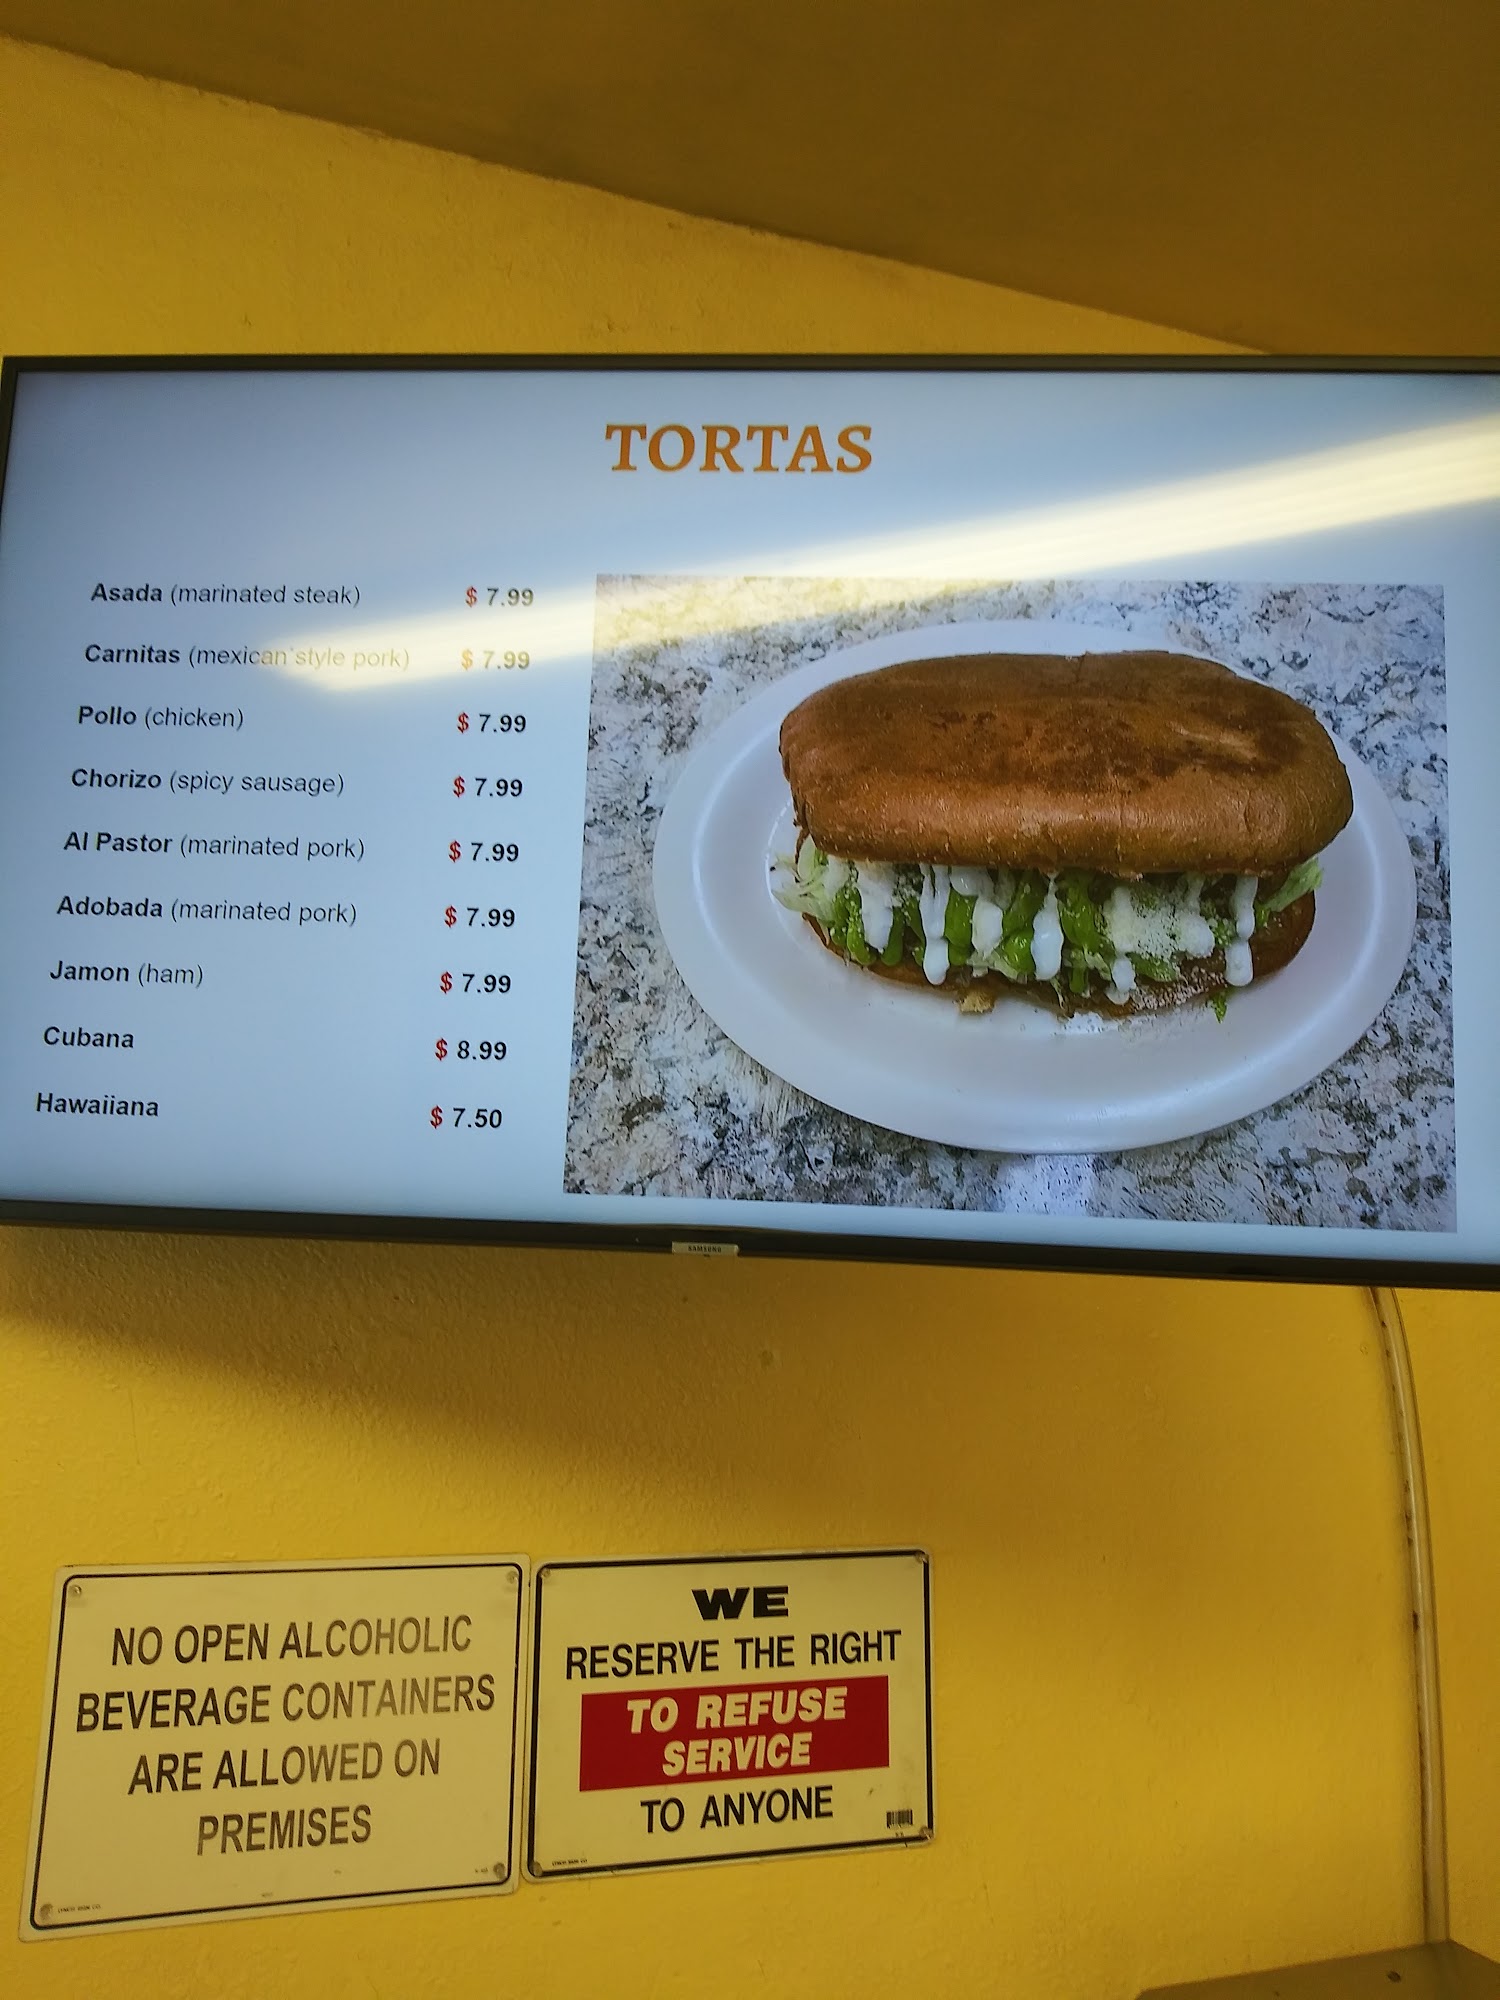 TORTAS
Asada (marinated steak) $ 7.99
Carnitas (mexican style pork) $ 7.99
Pollo (chicken) $ 7.99
Chorizo (spicy sausage) $ 7.99
Al Pastor (marinated pork) $ 7.99
Adobada (marinated pork) $ 7.99
Jamon (ham) $ 7.99
Cubana $ 8.99
Hawaiiana $ 7.50
SAMSUNG
NO OPEN ALCOHOLIC
BEVERAGE CONTAINERS
ARE ALLOWED ON
PREMISES
WE
RESERVE THE RIGHT
TO REFUSE
SERVICE
TO ANYONE